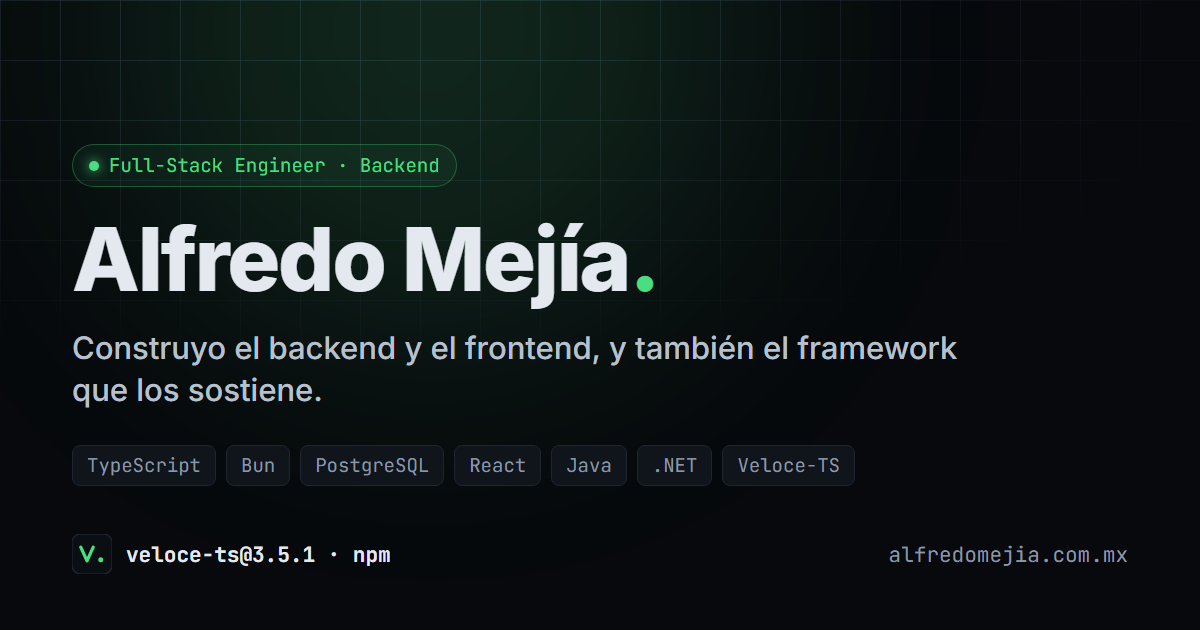 Full-Stack Engineer · Backend
Alfredo Mejía.
Construyo el backend y el frontend, y también el framework
que los sostiene.
TypeScript Bun PostgreSQL React Java .NET Veloce-TS
V. veloce-ts@3.5.1 · npm
alfredomejia.com.mx